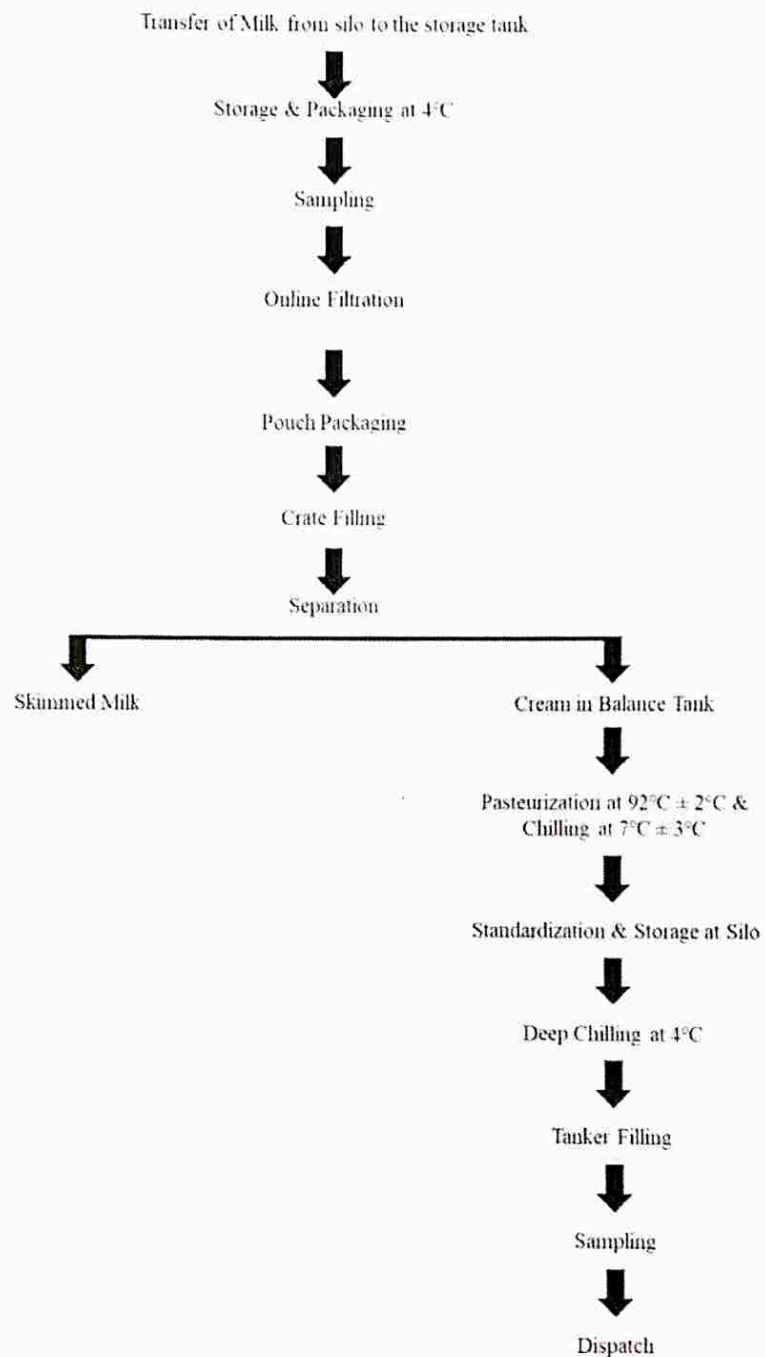 Transfer of Milk from silo to the storage tank
Storage & Packaging at 4°C
Sampling
Online Filtration
Pouch Packaging
Crate Filling
Separation
Skimmed Milk
Cream in Balance Tank
Pasteurization at 92°C ± 2°C &
Chilling at 7°C ± 3°C
Standardization & Storage at Silo
Deep Chilling at 4°C
Tanker Filling
Sampling
Dispatch